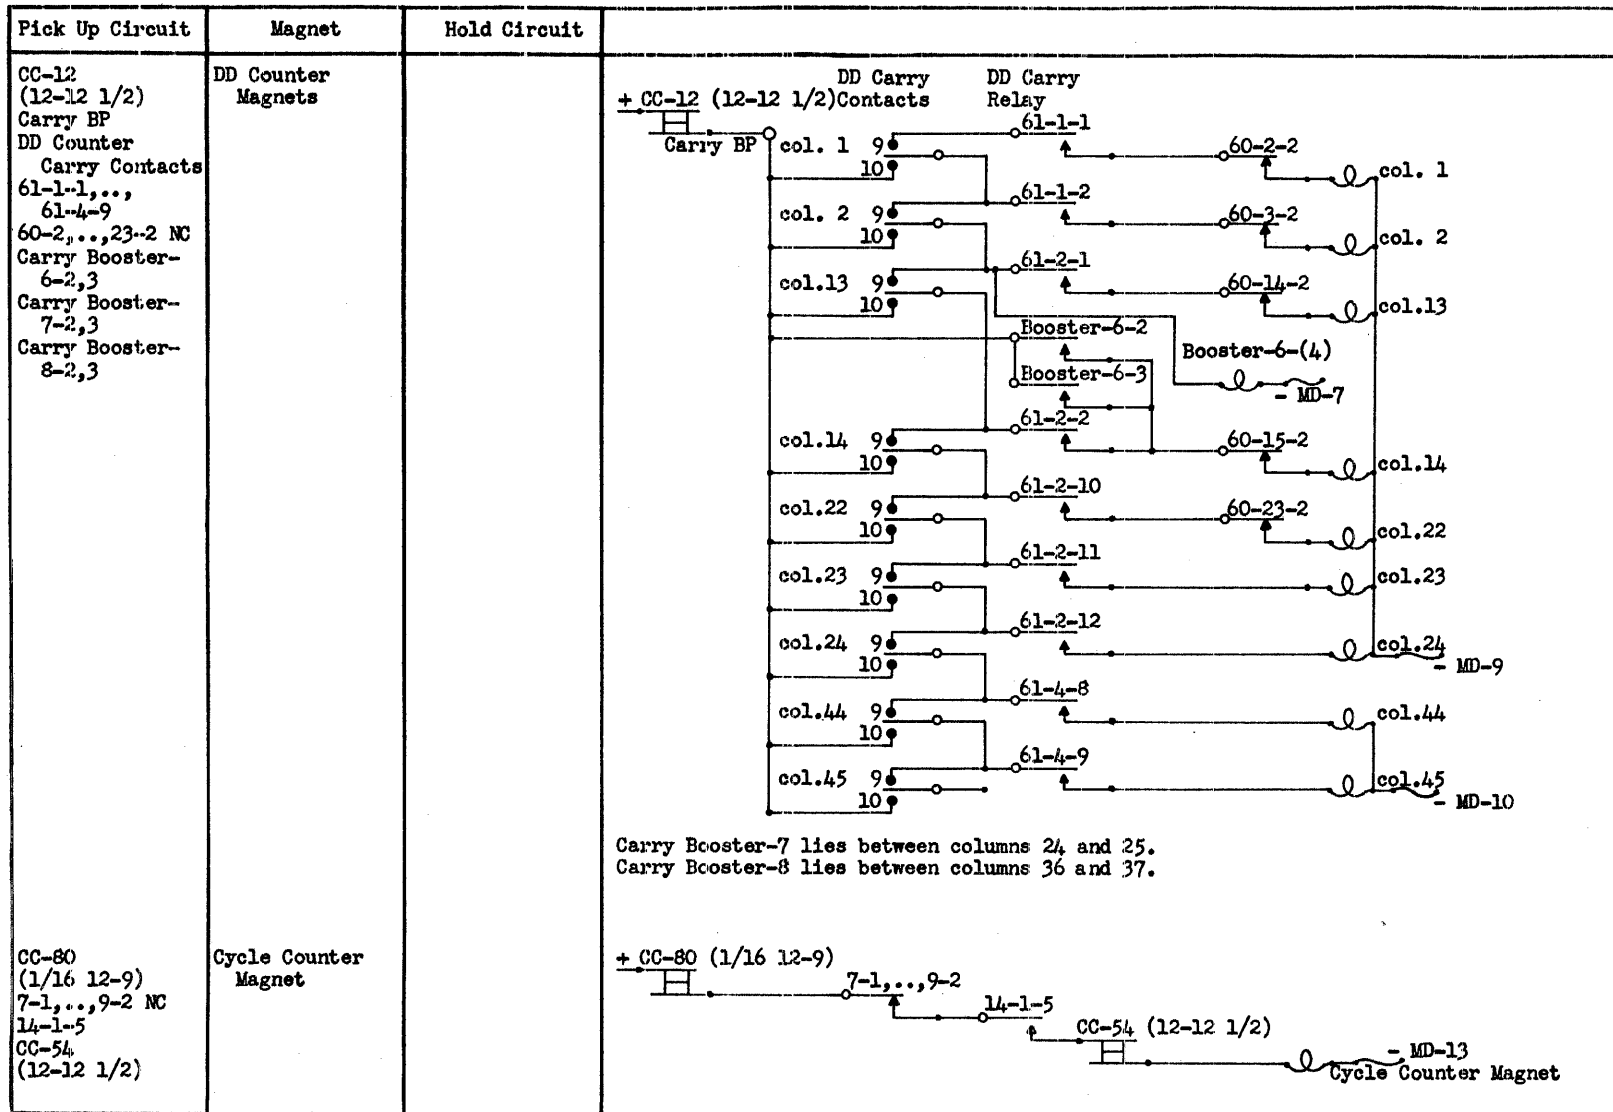 Pick Up Circuit Magnet Hold Circuit
CC-12
(12-12 1/2)
Carry BP
DD Counter
Carry Contacts
61-1-1,..,
61-4-9
60-2,..,23-2 NC
Carry Booster-
6-2,3
Carry Booster-
7-2,3
Carry Booster-
8-2,3
DD Counter
Magnets
+ CC-12 (12-12 1/2)
Carry BP
DD Carry
Contacts
DD Carry
Relay
col. 1 9 10 61-1-1 60-2-2 col. 1
col. 2 9 10 61-1-2 60-3-2 col. 2
col.13 9 10 61-2-1 60-14-2 col.13
Booster-6-2
Booster-6-3
Booster-6-(4)
- MD-7
col.14 9 10 61-2-2 60-15-2 col.14
col.22 9 10 61-2-10 60-23-2 col.22
col.23 9 10 61-2-11 col.23
col.24 9 10 61-2-12 col.24
- MD-9
col.44 9 10 61-4-8 col.44
col.45 9 10 61-4-9 col.45
- MD-10
Carry Booster-7 lies between columns 24 and 25.
Carry Booster-8 lies between columns 36 and 37.
CC-80
(1/16 12-9)
7-1,..,9-2 NC
14-1-5
CC-54
(12-12 1/2)
Cycle Counter
Magnet
+ CC-80 (1/16 12-9)
7-1,..,9-2
14-1-5
CC-54 (12-12 1/2)
- MD-13
Cycle Counter Magnet